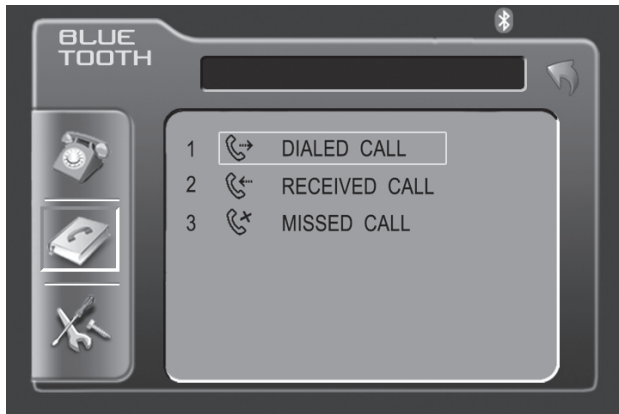 BLUE
TOOTH
1 DIALED CALL
2 RECEIVED CALL
3 MISSED CALL